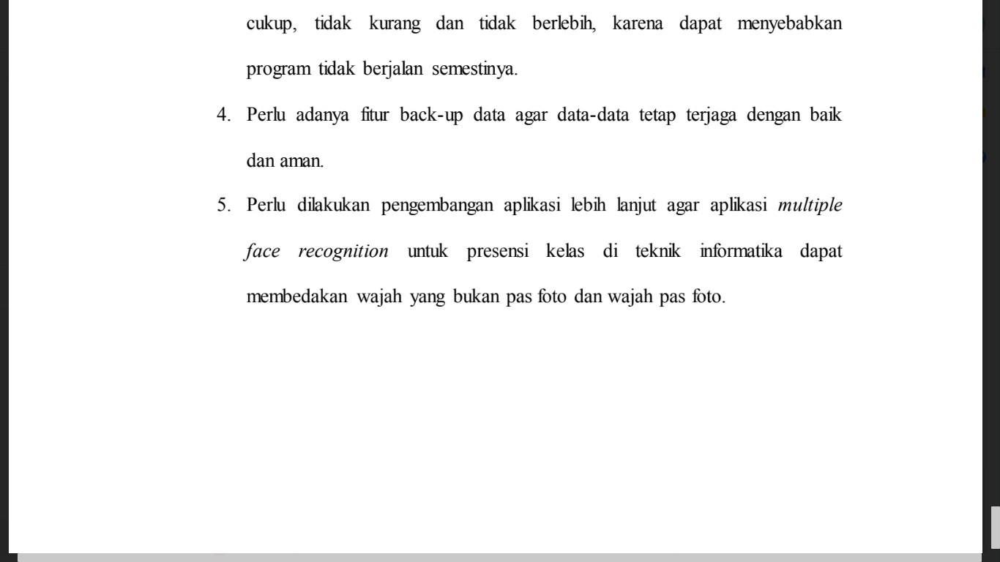 cukup, tidak kurang dan tidak berlebih, karena dapat menyebabkan
program tidak berjalan semestinya.
4. Perlu adanya fitur back-up data agar data-data tetap terjaga dengan baik
dan aman.
5. Perlu dilakukan pengembangan aplikasi lebih lanjut agar aplikasi multiple
face recognition untuk presensi kelas di teknik informatika dapat
membedakan wajah yang bukan pas foto dan wajah pas foto.